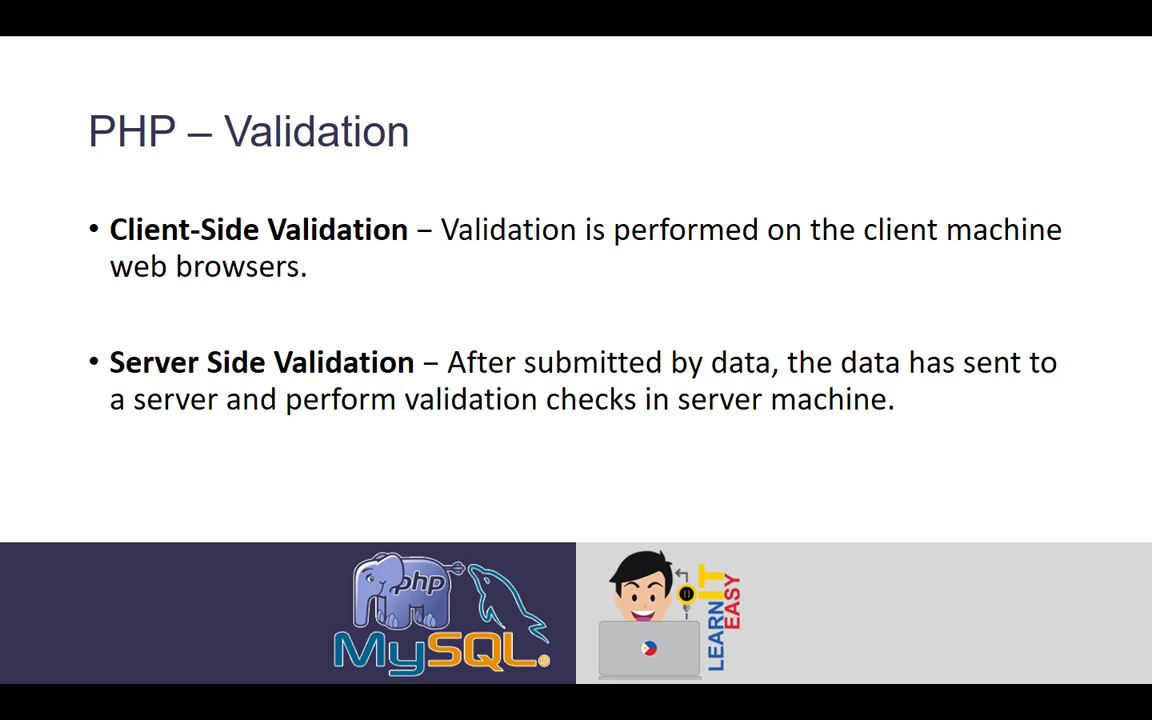 PHP – Validation
• Client-Side Validation – Validation is performed on the client machine
web browsers.
• Server Side Validation – After submitted by data, the data has sent to
a server and perform validation checks in server machine.
php
MySQL
LEARN
IT
EASY